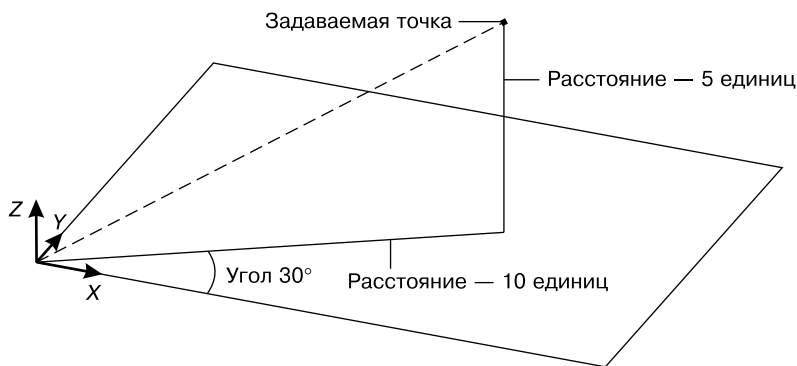 Задаваемая точка
Расстояние — 5 единиц
Z
Y
X
Угол 30°
Расстояние — 10 единиц